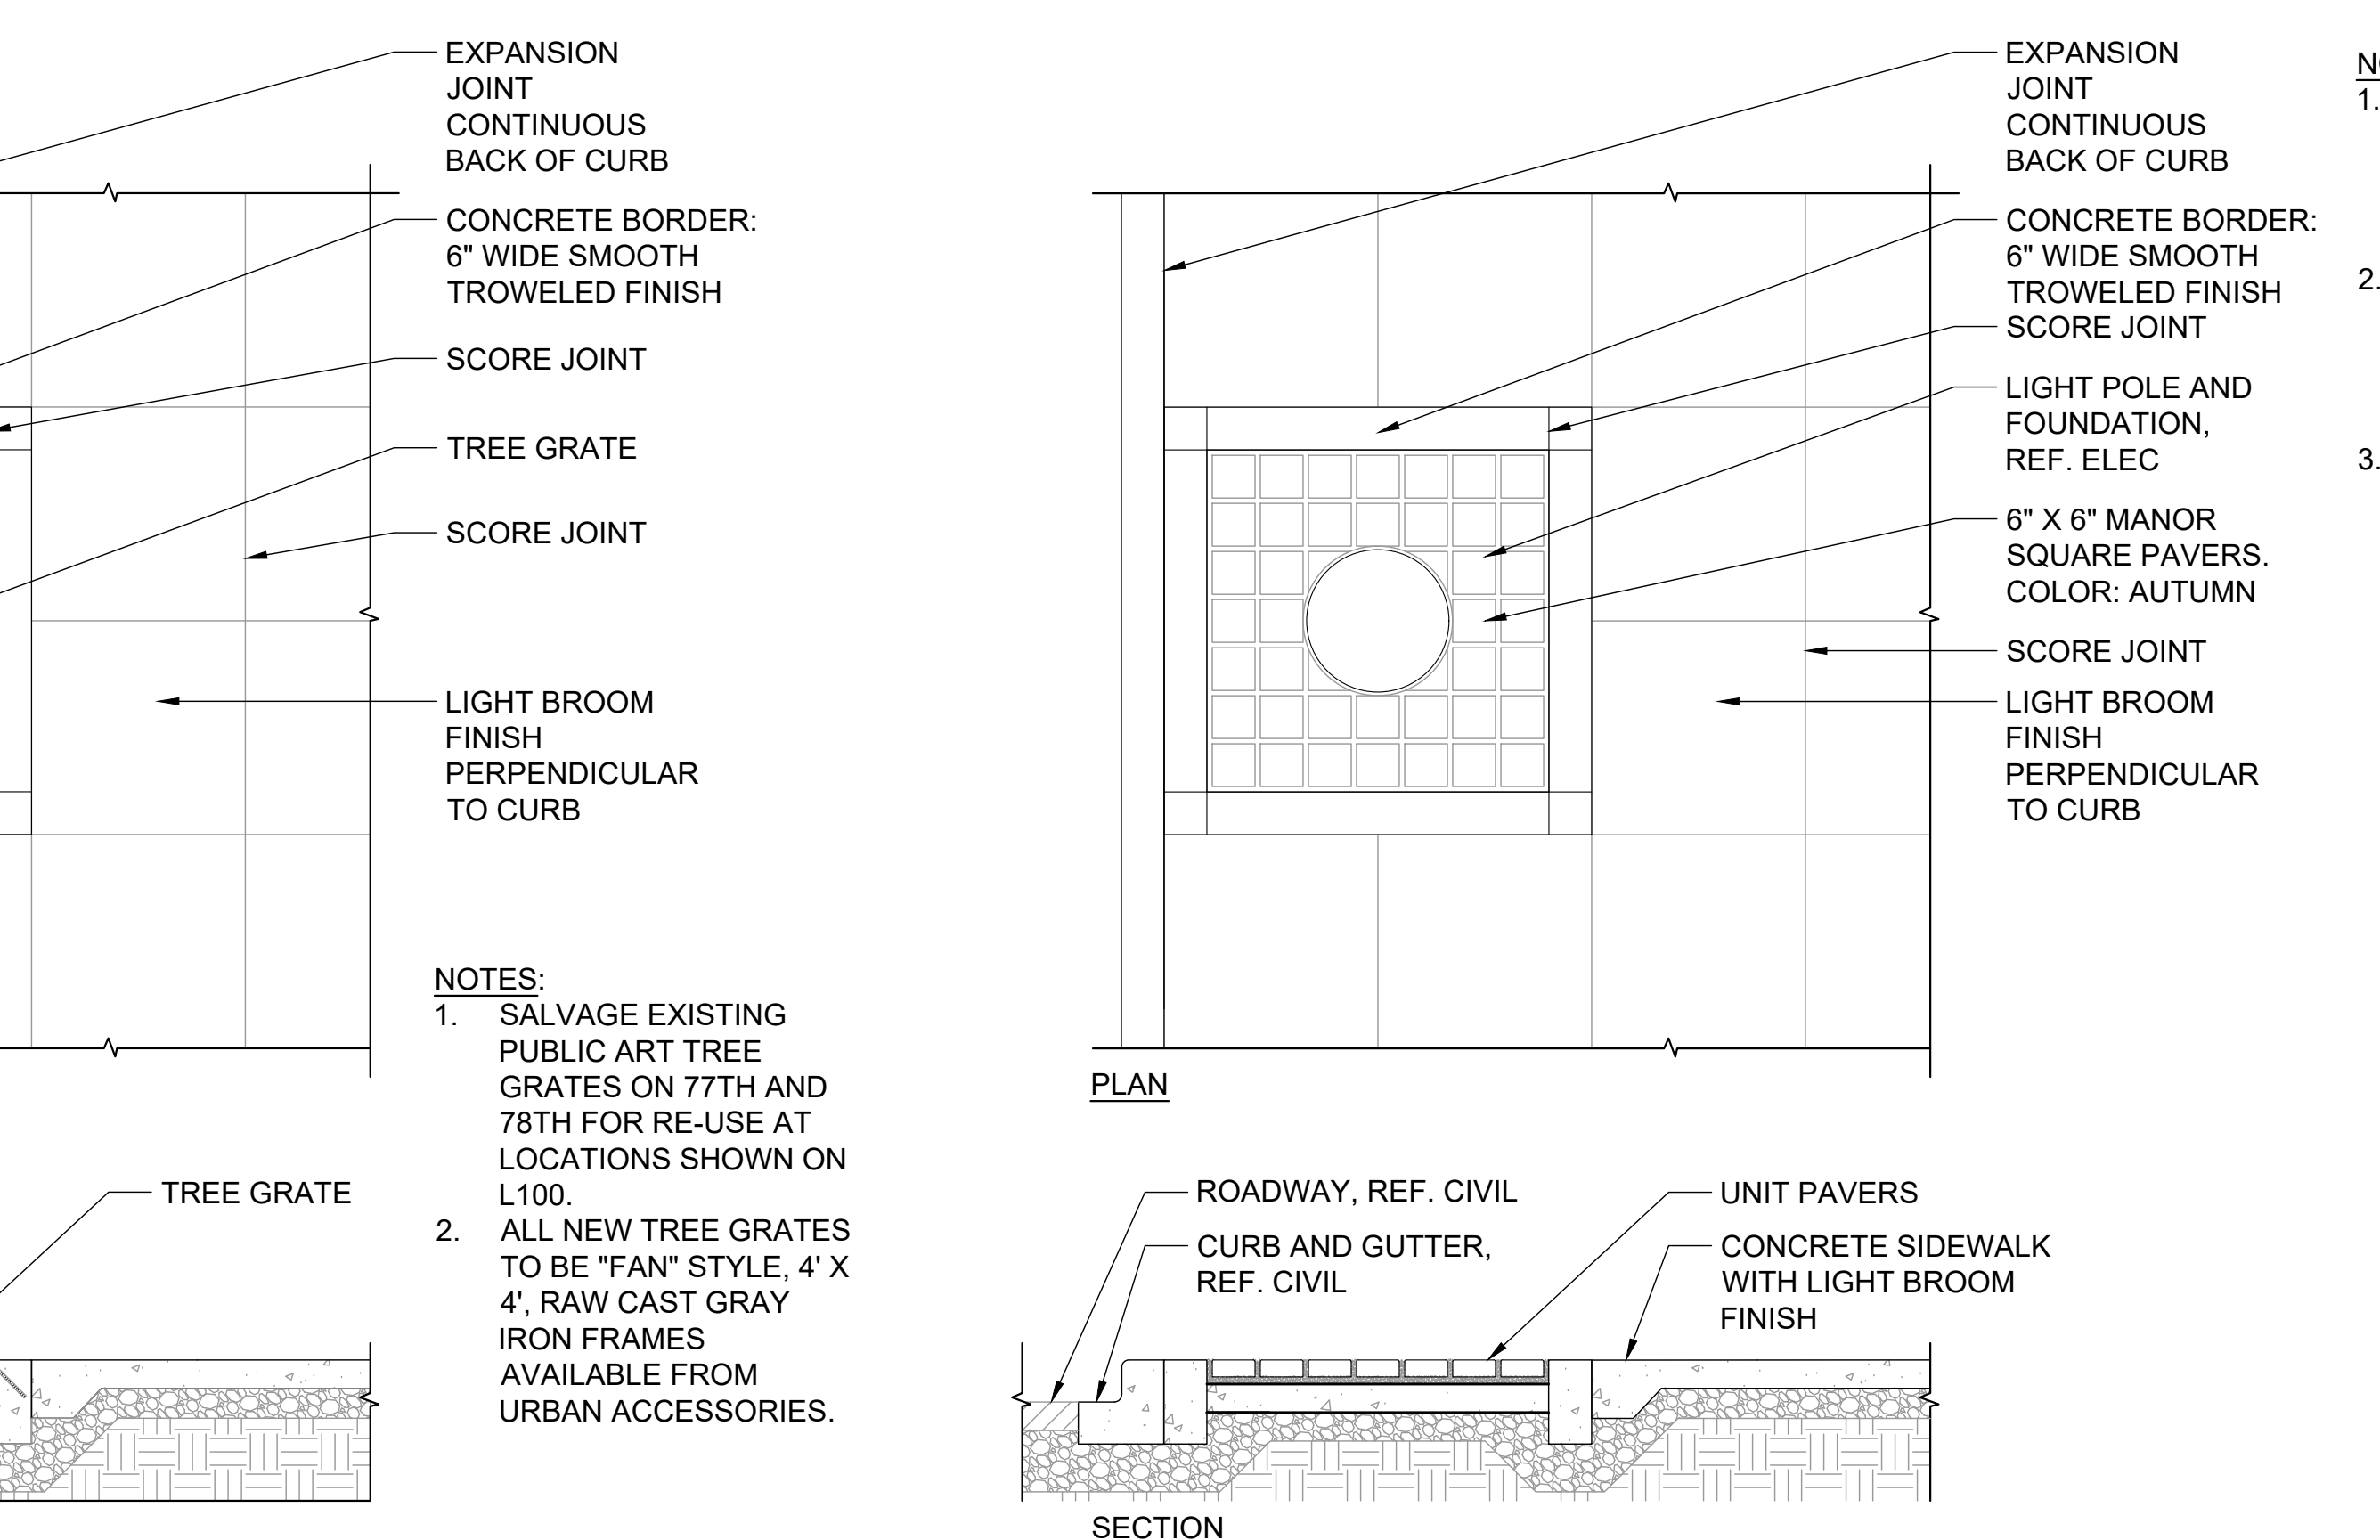 EXPANSION
JOINT
CONTINUOUS
BACK OF CURB
CONCRETE BORDER:
6" WIDE SMOOTH
TROWELED FINISH
SCORE JOINT
TREE GRATE
SCORE JOINT
LIGHT BROOM
FINISH
PERPENDICULAR
TO CURB
NOTES:
1. SALVAGE EXISTING
PUBLIC ART TREE
GRATES ON 77TH AND
78TH FOR RE-USE AT
LOCATIONS SHOWN ON
L100.
2. ALL NEW TREE GRATES
TO BE "FAN" STYLE, 4' X
4', RAW CAST GRAY
IRON FRAMES
AVAILABLE FROM
URBAN ACCESSORIES.
TREE GRATE
EXPANSION
JOINT
CONTINUOUS
BACK OF CURB
CONCRETE BORDER:
6" WIDE SMOOTH
TROWELED FINISH
SCORE JOINT
LIGHT POLE AND
FOUNDATION,
REF. ELEC
6" X 6" MANOR
SQUARE PAVERS.
COLOR: AUTUMN
SCORE JOINT
LIGHT BROOM
FINISH
PERPENDICULAR
TO CURB
PLAN
ROADWAY, REF. CIVIL
CURB AND GUTTER,
REF. CIVIL
UNIT PAVERS
CONCRETE SIDEWALK
WITH LIGHT BROOM
FINISH
SECTION
1.
2.
3.